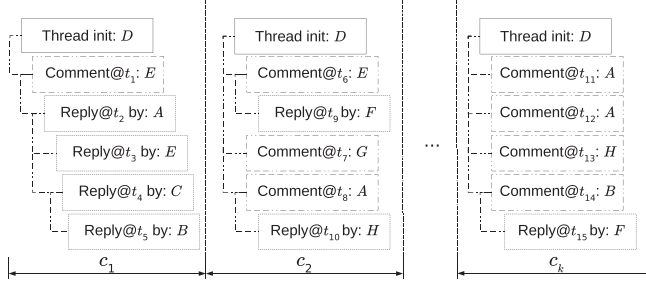 Thread init: D
Comment@t1: E
Reply@t2 by: A
Reply@t3 by: E
Reply@t4 by: C
Reply@t5 by: B
c1
Thread init: D
Comment@t6: E
Reply@t9 by: F
Comment@t7: G
Comment@t8: A
Reply@t10 by: H
c2
...
Thread init: D
Comment@t11: A
Comment@t12: A
Comment@t13: H
Comment@t14: B
Reply@t15 by: F
ck